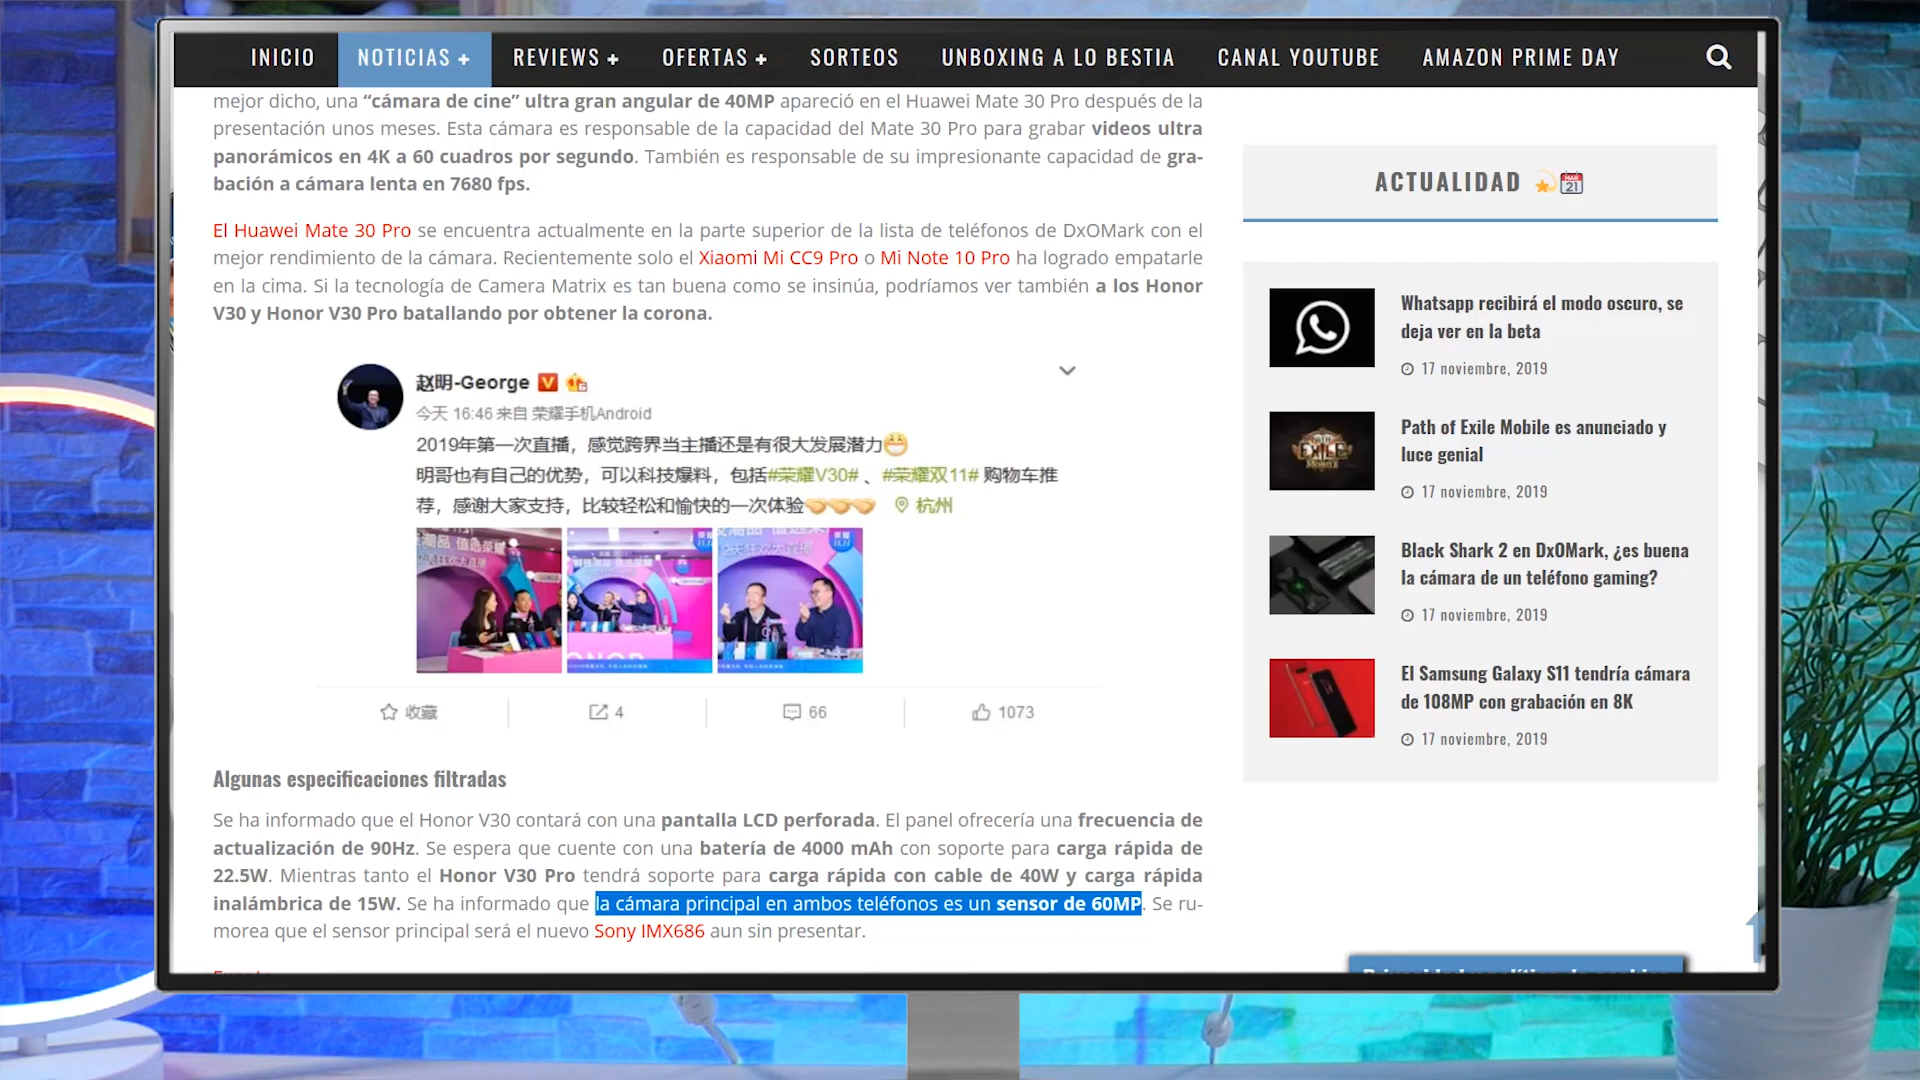 INICIO NOTICIAS + REVIEWS + OFERTAS + SORTEOS UNBOXING A LO BESTIA CANAL YOUTUBE AMAZON PRIME DAY
mejor dicho, una “cámara de cine” ultra gran angular de 40MP apareció en el Huawei Mate 30 Pro después de la
presentación unos meses. Esta cámara es responsable de la capacidad del Mate 30 Pro para grabar videos ultra
panorámicos en 4K a 60 cuadros por segundo. También es responsable de su impresionante capacidad de gra-
bación a cámara lenta en 7680 fps.
El Huawei Mate 30 Pro se encuentra actualmente en la parte superior de la lista de teléfonos de DxOMark con el
mejor rendimiento de la cámara. Recientemente solo el Xiaomi Mi CC9 Pro o Mi Note 10 Pro ha logrado empatarle
en la cima. Si la tecnología de Camera Matrix es tan buena como se insinúa, podríamos ver también a los Honor
V30 y Honor V30 Pro batallando por obtener la corona.
赵明-George
今天 16:46 来自 荣耀手机Android
2019年第一次直播，感觉跨界当主播还是有很大发展潜力
明哥也有自己的优势，可以科技爆料，包括#荣耀V30#、#荣耀双11# 购物车推
荐，感谢大家支持，比较轻松和愉快的一次体验 杭州
收藏 4 66 1073
Algunas especificaciones filtradas
Se ha informado que el Honor V30 contará con una pantalla LCD perforada. El panel ofrecería una frecuencia de
actualización de 90Hz. Se espera que cuente con una batería de 4000 mAh con soporte para carga rápida de
22.5W. Mientras tanto el Honor V30 Pro tendrá soporte para carga rápida con cable de 40W y carga rápida
inalámbrica de 15W. Se ha informado que la cámara principal en ambos teléfonos es un sensor de 60MP. Se ru-
morea que el sensor principal será el nuevo Sony IMX686 aun sin presentar.
ACTUALIDAD
Whatsapp recibirá el modo oscuro, se
deja ver en la beta
17 noviembre, 2019
Path of Exile Mobile es anunciado y
luce genial
17 noviembre, 2019
Black Shark 2 en DxOMark, ¿es buena
la cámara de un teléfono gaming?
17 noviembre, 2019
El Samsung Galaxy S11 tendría cámara
de 108MP con grabación en 8K
17 noviembre, 2019